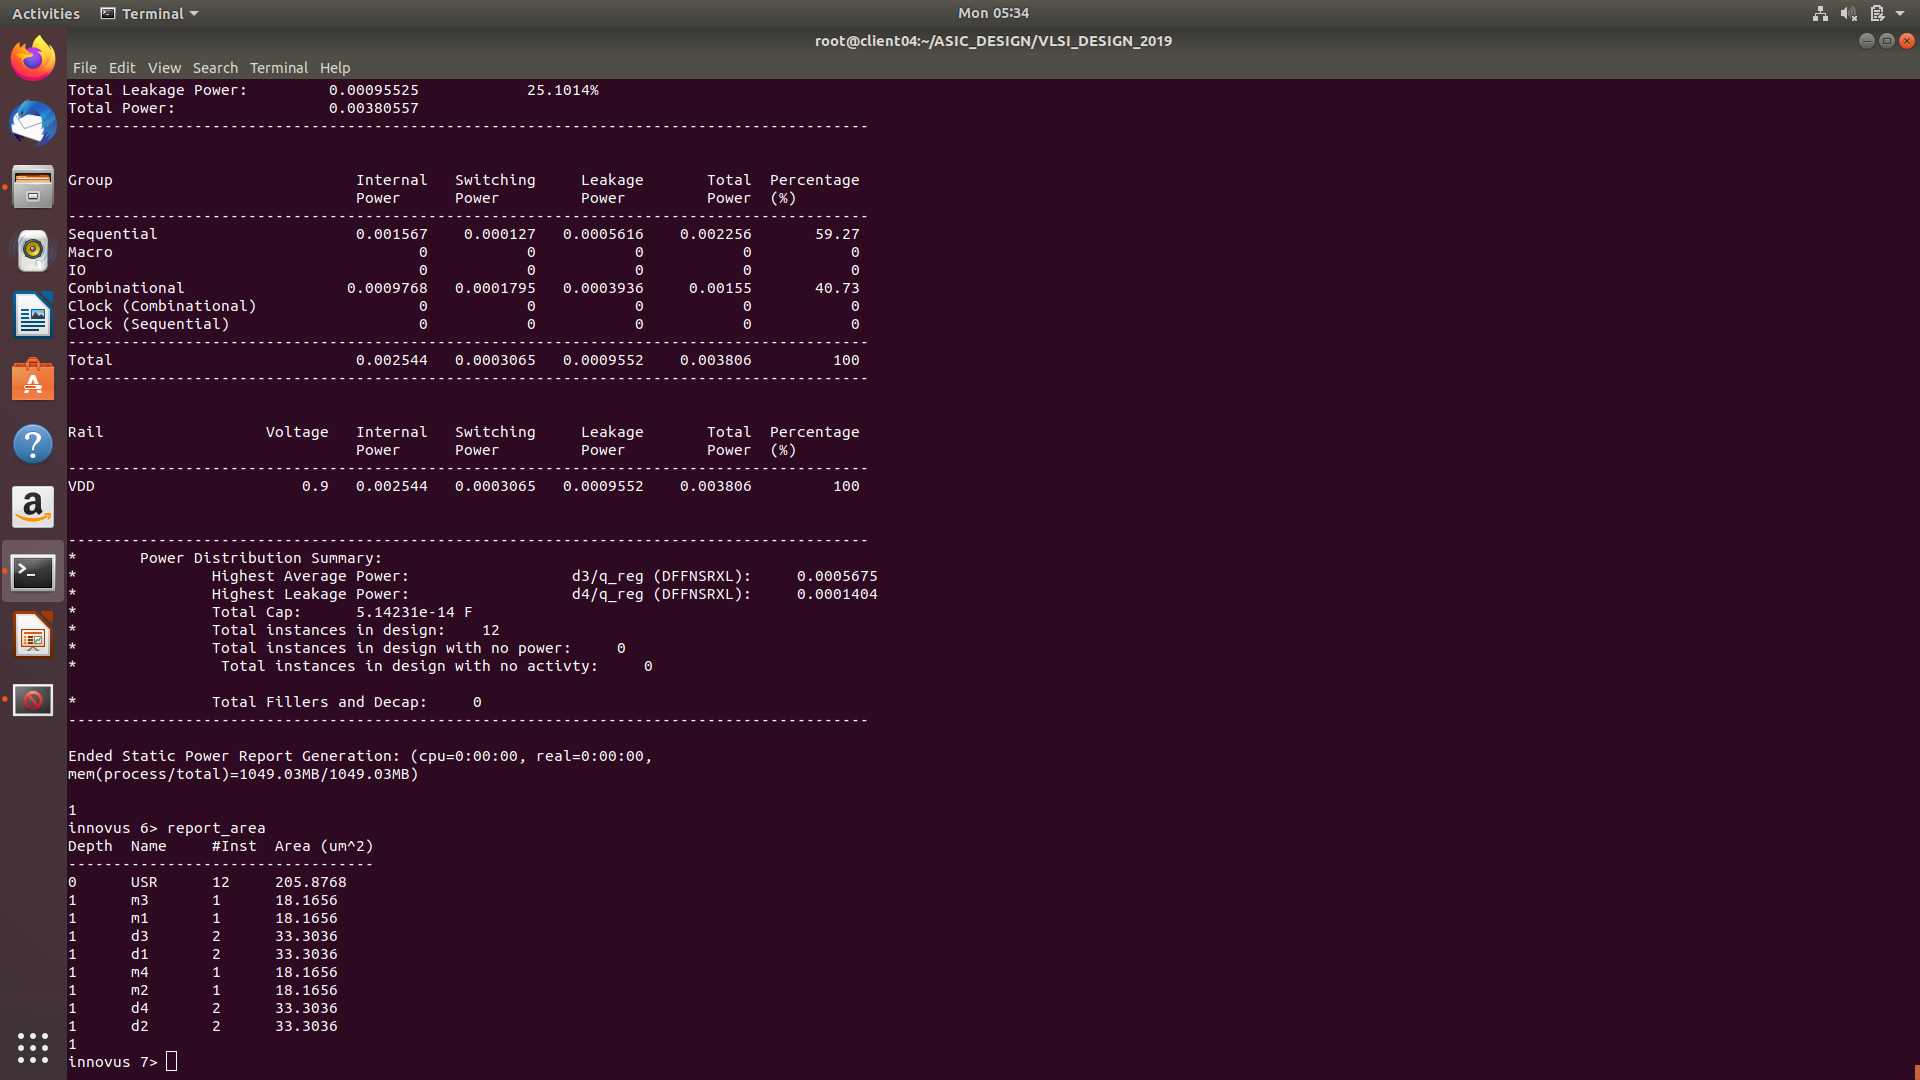 Activities Terminal Mon 05:34
root@client04:~/ASIC_DESIGN/VLSI_DESIGN_2019
File Edit View Search Terminal Help
Total Leakage Power: 0.00095525 25.1014%
Total Power: 0.00380557
-----------------------------------------------------------------------------------------
Group Internal Switching Leakage Total Percentage
Power Power Power Power (%)
-----------------------------------------------------------------------------------------
Sequential 0.001567 0.000127 0.0005616 0.002256 59.27
Macro 0 0 0 0 0
IO 0 0 0 0 0
Combinational 0.0009768 0.0001795 0.0003936 0.00155 40.73
Clock (Combinational) 0 0 0 0 0
Clock (Sequential) 0 0 0 0 0
-----------------------------------------------------------------------------------------
Total 0.002544 0.0003065 0.0009552 0.003806 100
-----------------------------------------------------------------------------------------
Rail Voltage Internal Switching Leakage Total Percentage
Power Power Power Power (%)
-----------------------------------------------------------------------------------------
VDD 0.9 0.002544 0.0003065 0.0009552 0.003806 100
-----------------------------------------------------------------------------------------
* Power Distribution Summary:
* Highest Average Power: d3/q_reg (DFFNSRXL): 0.0005675
* Highest Leakage Power: d4/q_reg (DFFNSRXL): 0.0001404
* Total Cap: 5.14231e-14 F
* Total instances in design: 12
* Total instances in design with no power: 0
* Total instances in design with no activty: 0
* Total Fillers and Decap: 0
-----------------------------------------------------------------------------------------
Ended Static Power Report Generation: (cpu=0:00:00, real=0:00:00,
mem(process/total)=1049.03MB/1049.03MB)
1
innovus 6> report_area
Depth Name #Inst Area (um^2)
----------------------------------
0 USR 12 205.8768
1 m3 1 18.1656
1 m1 1 18.1656
1 d3 2 33.3036
1 d1 2 33.3036
1 m4 1 18.1656
1 m2 1 18.1656
1 d4 2 33.3036
1 d2 2 33.3036
1
innovus 7>